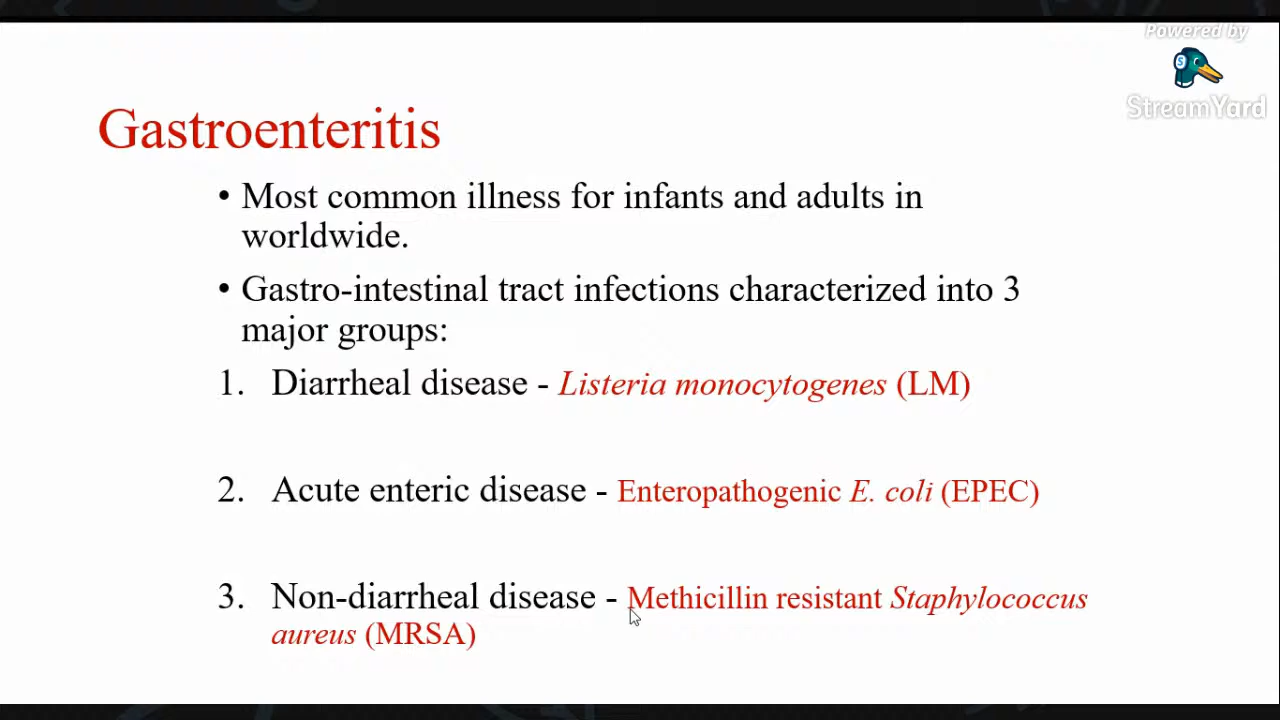 Powered by
StreamYard
Gastroenteritis
• Most common illness for infants and adults in
worldwide.
• Gastro-intestinal tract infections characterized into 3
major groups:
1. Diarrheal disease - Listeria monocytogenes (LM)
2. Acute enteric disease - Enteropathogenic E. coli (EPEC)
3. Non-diarrheal disease - Methicillin resistant Staphylococcus
aureus (MRSA)